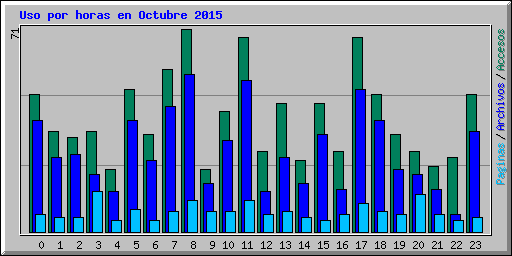 Uso por horas en Octubre 2015
71
Paginas / Archivos / Accesos
0 1 2 3 4 5 6 7 8 9 10 11 12 13 14 15 16 17 18 19 20 21 22 23